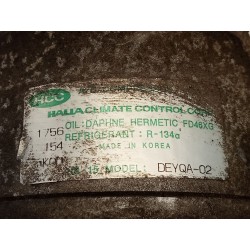 HCC
HALLA CLIMATE CONTROL CORP
OIL: DAPHNE HERMETIC FD46XG
1756
REFRIGERANT : R-134a
154
MADE IN KOREA
15 MODEL: DEYQA-02